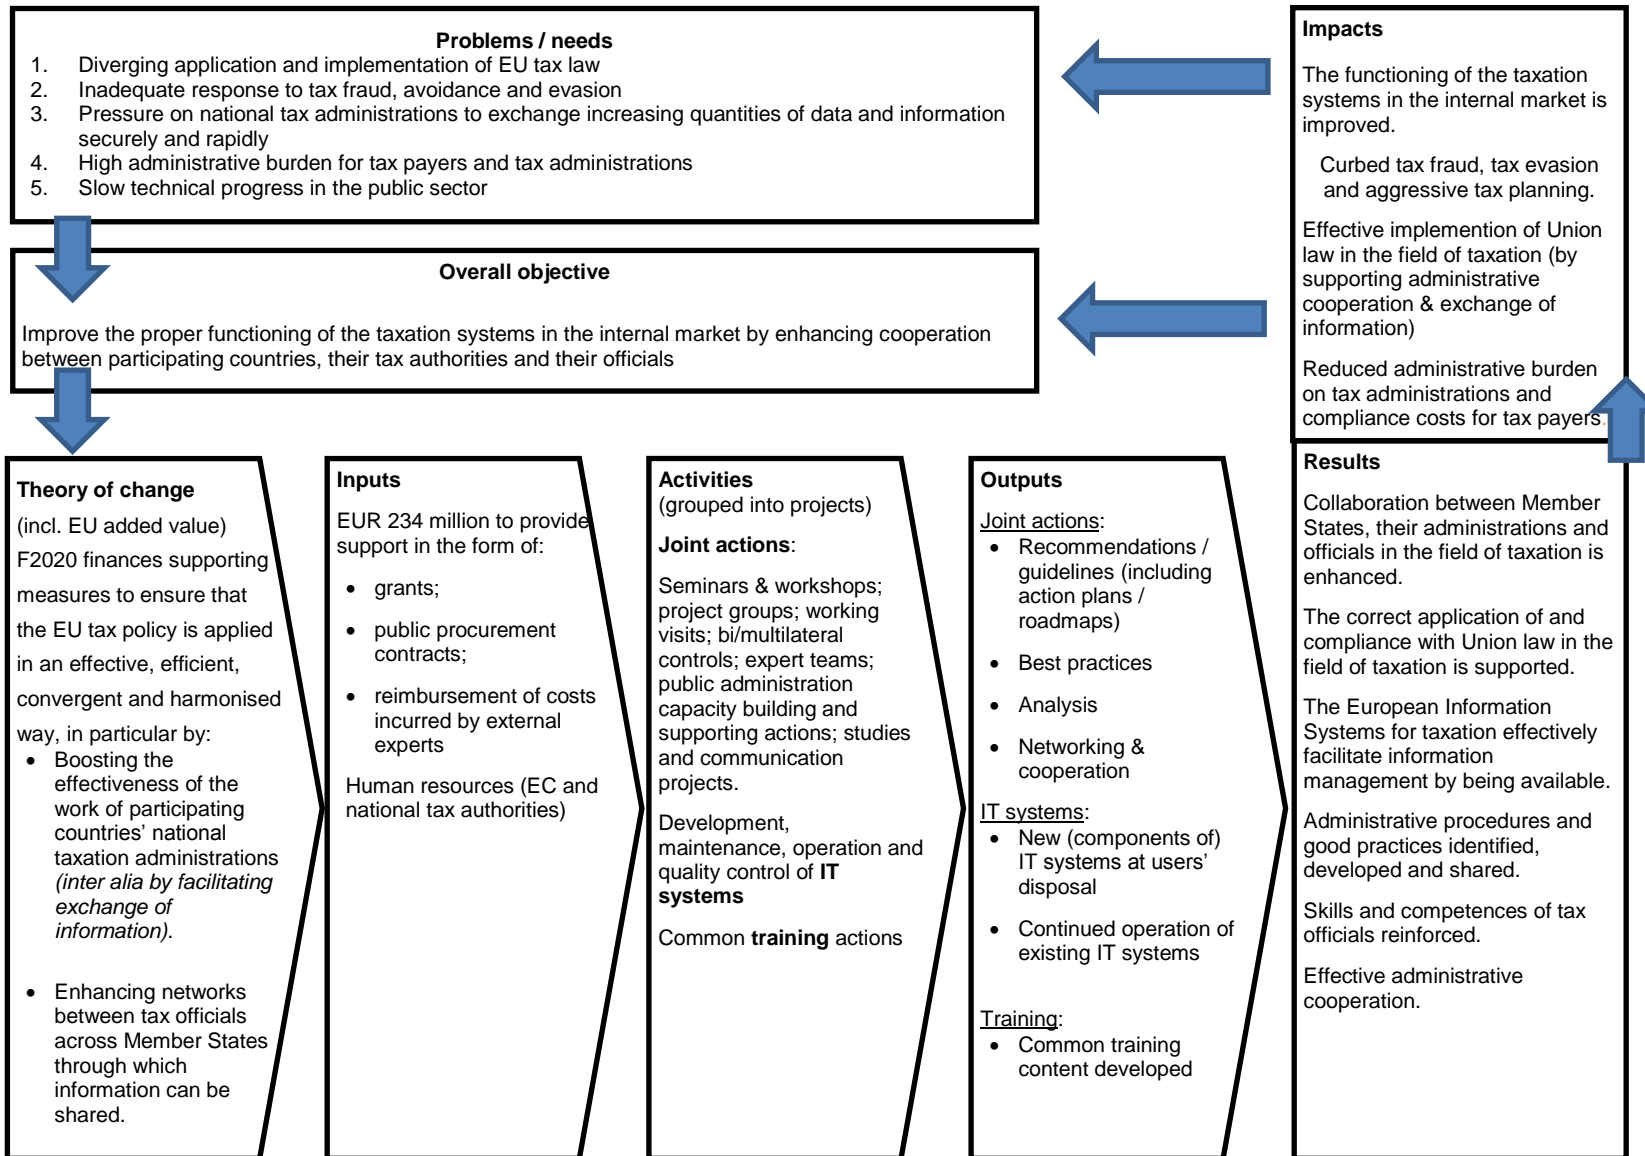 Problems / needs
1. Diverging application and implementation of EU tax law
2. Inadequate response to tax fraud, avoidance and evasion
3. Pressure on national tax administrations to exchange increasing quantities of data and information
securely and rapidly
4. High administrative burden for tax payers and tax administrations
5. Slow technical progress in the public sector
Overall objective
Improve the proper functioning of the taxation systems in the internal market by enhancing cooperation
between participating countries, their tax authorities and their officials
Theory of change
(incl. EU added value)
F2020 finances supporting
measures to ensure that
the EU tax policy is applied
in an effective, efficient,
convergent and harmonised
way, in particular by:
• Boosting the
effectiveness of the
work of participating
countries' national
taxation administrations
(inter alia by facilitating
exchange of
information).
• Enhancing networks
between tax officials
across Member States
through which
information can be
shared.
Inputs
EUR 234 million to provide
support in the form of:
• grants;
• public procurement
contracts;
• reimbursement of costs
incurred by external
experts
Human resources (EC and
national tax authorities)
Activities
(grouped into projects)
Joint actions:
Seminars & workshops;
project groups; working
visits; bi/multilateral
controls; expert teams;
public administration
capacity building and
supporting actions; studies
and communication
projects.
Development,
maintenance, operation and
quality control of IT
systems
Common training actions
Outputs
Joint actions:
• Recommendations /
guidelines (including
action plans /
roadmaps)
• Best practices
• Analysis
• Networking &
cooperation
IT systems:
• New (components of)
IT systems at users'
disposal
• Continued operation of
existing IT systems
Training:
• Common training
content developed
Impacts
The functioning of the taxation
systems in the internal market is
improved.
Curbed tax fraud, tax evasion
and aggressive tax planning.
Effective implemention of Union
law in the field of taxation (by
supporting administrative
cooperation & exchange of
information)
Reduced administrative burden
on tax administrations and
compliance costs for tax payers.
Results
Collaboration between Member
States, their administrations and
officials in the field of taxation is
enhanced.
The correct application of and
compliance with Union law in the
field of taxation is supported.
The European Information
Systems for taxation effectively
facilitate information
management by being available.
Administrative procedures and
good practices identified,
developed and shared.
Skills and competences of tax
officials reinforced.
Effective administrative
cooperation.